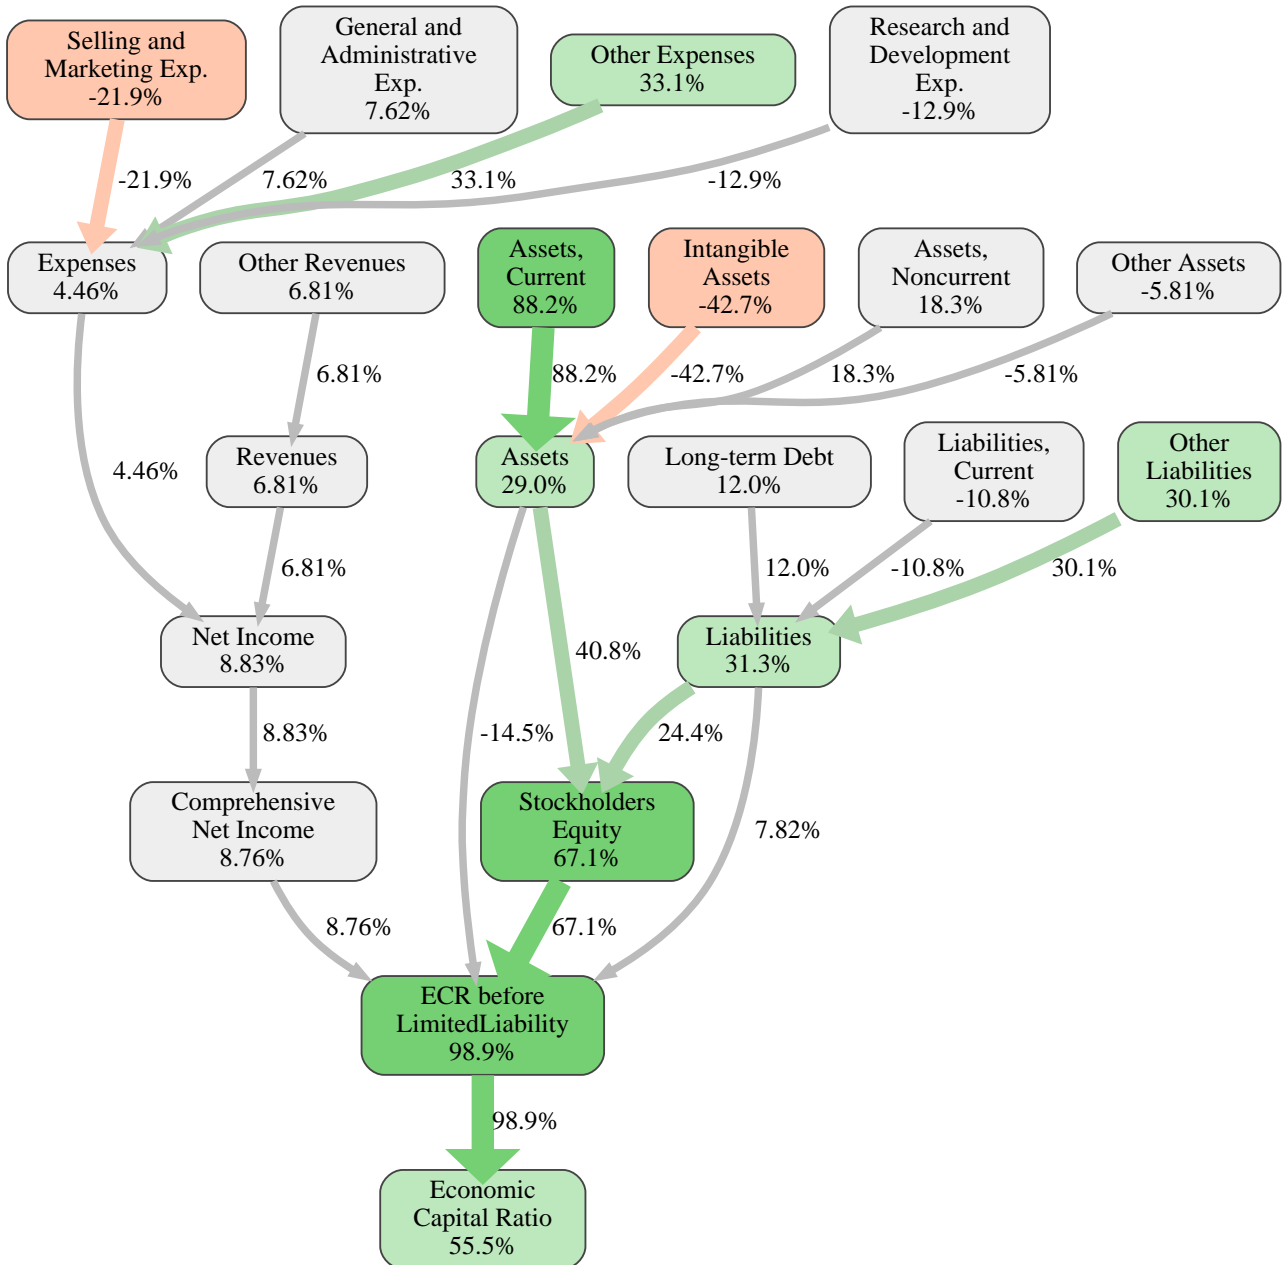 Selling and
Marketing Exp.
-21.9%
General and
Administrative
Exp.
7.62%
Other Expenses
33.1%
Research and
Development
Exp.
-12.9%
-21.9%
7.62%
33.1%
-12.9%
Expenses
4.46%
Other Revenues
6.81%
Assets,
Current
88.2%
Intangible
Assets
-42.7%
Assets,
Noncurrent
18.3%
Other Assets
-5.81%
6.81%
88.2%
-42.7%
18.3%
-5.81%
4.46%
Revenues
6.81%
Assets
29.0%
Long-term Debt
12.0%
Liabilities,
Current
-10.8%
Other
Liabilities
30.1%
6.81%
12.0%
-10.8%
30.1%
Net Income
8.83%
40.8%
Liabilities
31.3%
8.83%
-14.5%
24.4%
Comprehensive
Net Income
8.76%
Stockholders
Equity
67.1%
7.82%
8.76%
67.1%
ECR before
LimitedLiability
98.9%
98.9%
Economic
Capital Ratio
55.5%